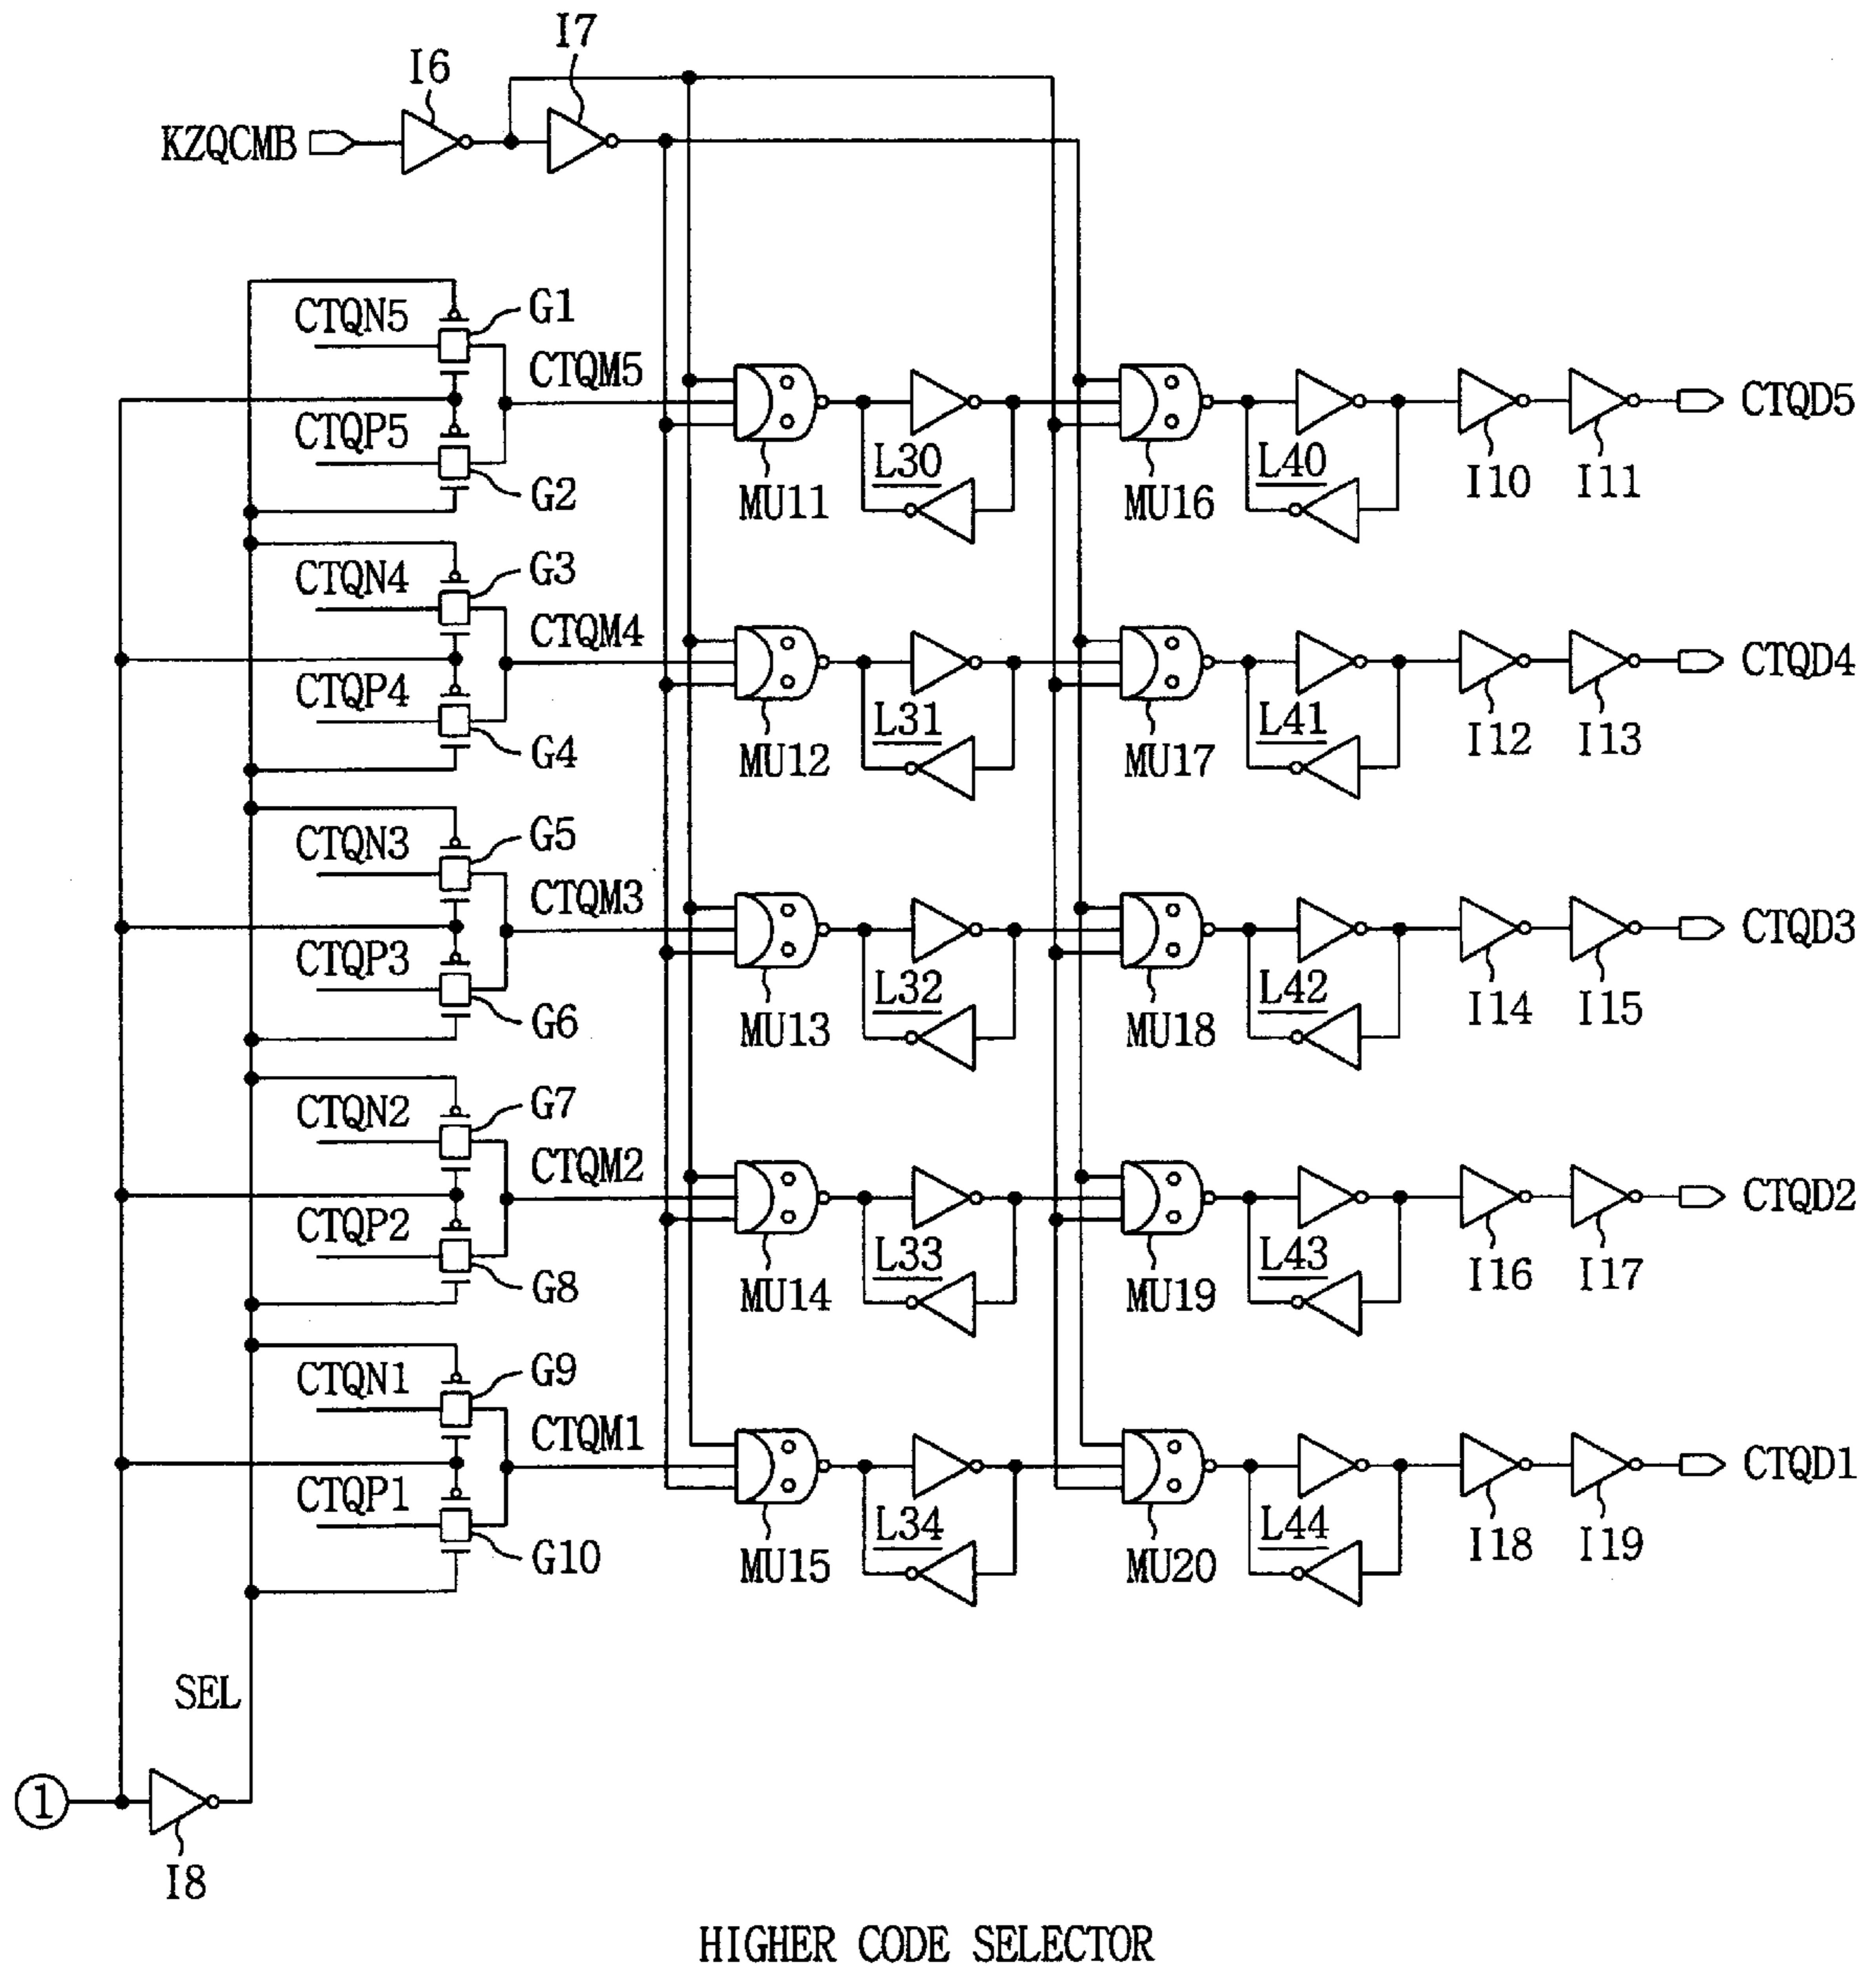 I7
I6
KZQCMB
CTQN5
G1
CTQM5
CTQP5
G2
L30
MU11
L40
MU16
I10
I11
CTQD5
CTQN4
G3
CTQM4
CTQP4
G4
L31
MU12
L41
MU17
I12
I13
CTQD4
CTQN3
G5
CTQM3
CTQP3
G6
L32
MU13
L42
MU18
I14
I15
CTQD3
CTQN2
G7
CTQM2
CTQP2
G8
L33
MU14
L43
MU19
I16
I17
CTQD2
CTQN1
G9
CTQM1
CTQP1
G10
L34
MU15
L44
MU20
I18
I19
CTQD1
SEL
1
I8
HIGHER CODE SELECTOR